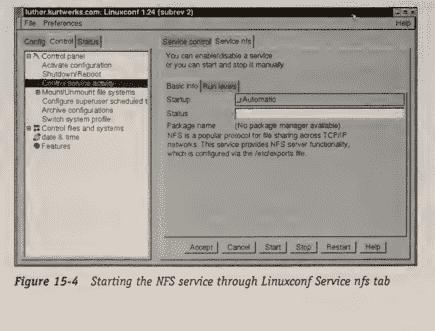 luther.kurtwerks.com: Linuxconf 1.24 (subrev 2)
File Preferences Help
Config Control Status
Control panel
Activate configuration
Shutdown/Reboot
Control service activity
Mount/Unmount file systems
Configure superuser scheduled t
Archive configurations
Switch system profile
Control files and systems
date & time
Features
Service control Service nfs
You can enable/disable a service
or you can start and stop it manually
Basic info Run levels
Startup Automatic
Status
Package name (No package manager available)
NFS is a popular protocol for file sharing across TCP/IP
networks. This service provides NFS server functionality,
which is configured via the /etc/exports file.
Accept Cancel Start Stop Restart Help
Figure 15-4 Starting the NFS service through Linuxconf Service nfs tab